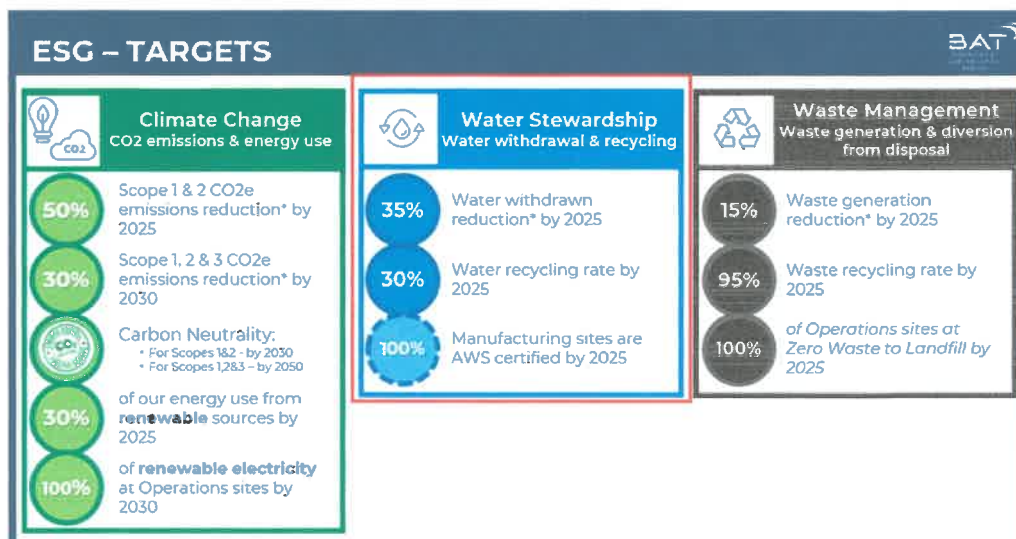 ESG – TARGETS
BAT
Climate Change
CO2 emissions & energy use
CO2
50%
Scope 1 & 2 CO2e
emissions reduction* by
2025
30%
Scope 1, 2 & 3 CO2e
emissions reduction* by
2030
CO₂
Carbon Neutrality:
• For Scopes 1&2 - by 2030
• For Scopes 1,2&3 – by 2050
30%
of our energy use from
renewable sources by
2025
100%
of renewable electricity
at Operations sites by
2030
Water Stewardship
Water withdrawal & recycling
35%
Water withdrawn
reduction* by 2025
30%
Water recycling rate by
2025
100%
Manufacturing sites are
AWS certified by 2025
Waste Management
Waste generation & diversion
from disposal
15%
Waste generation
reduction* by 2025
95%
Waste recycling rate by
2025
100%
of Operations sites at
Zero Waste to Landfill by
2025